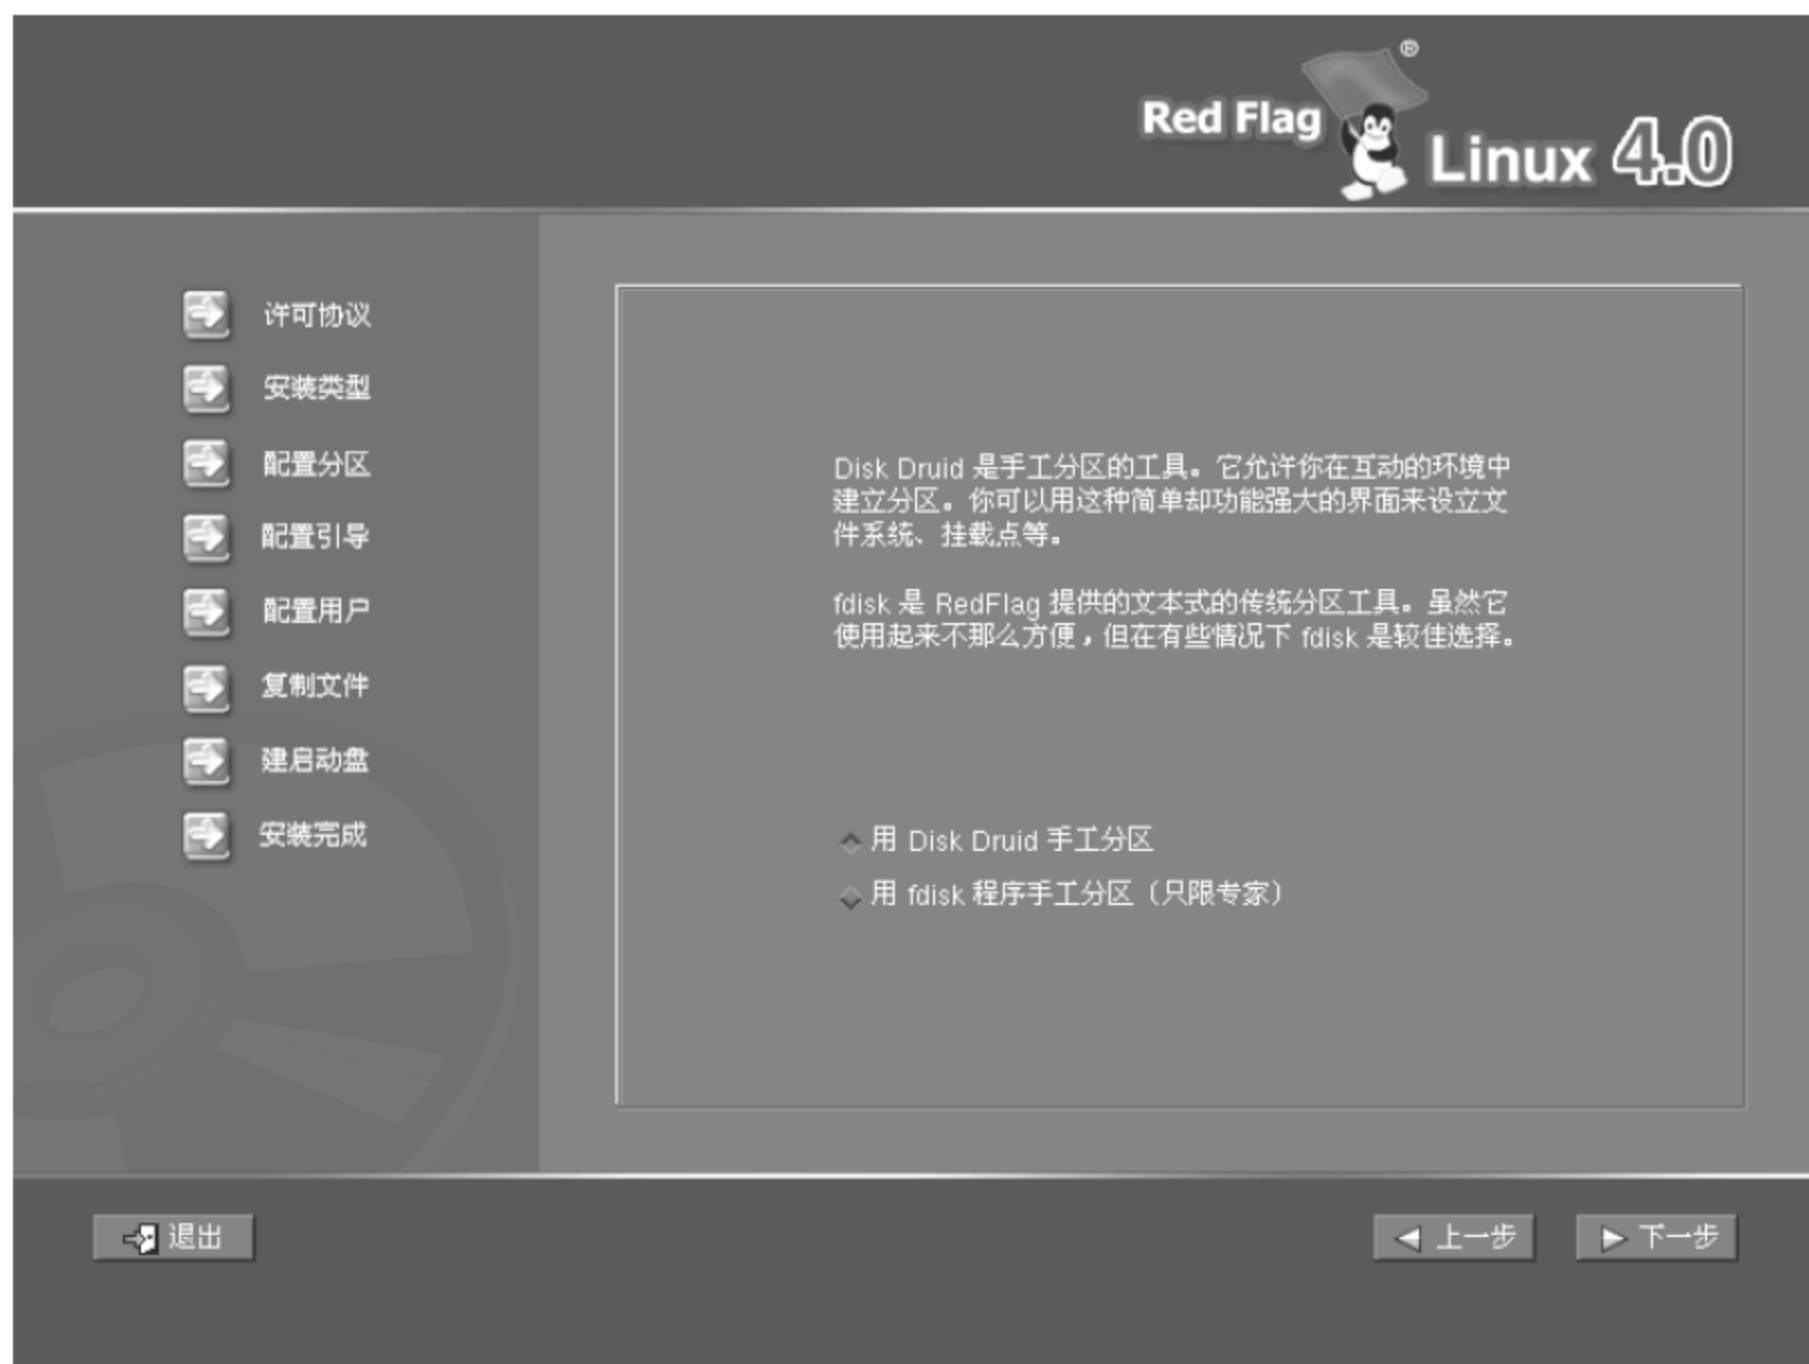 Red Flag ® Linux 4.0
许可协议
安装类型
配置分区
配置引导
配置用户
复制文件
建启动盘
安装完成
Disk Druid 是手工分区的工具。它允许你在互动的环境中
建立分区。你可以用这种简单却功能强大的界面来设立文
件系统、挂载点等。
fdisk 是 RedFlag 提供的文本式的传统分区工具。虽然它
使用起来不那么方便，但在有些情况下 fdisk 是较佳选择。
用 Disk Druid 手工分区
用 fdisk 程序手工分区（只限专家）
退出
上一步
下一步